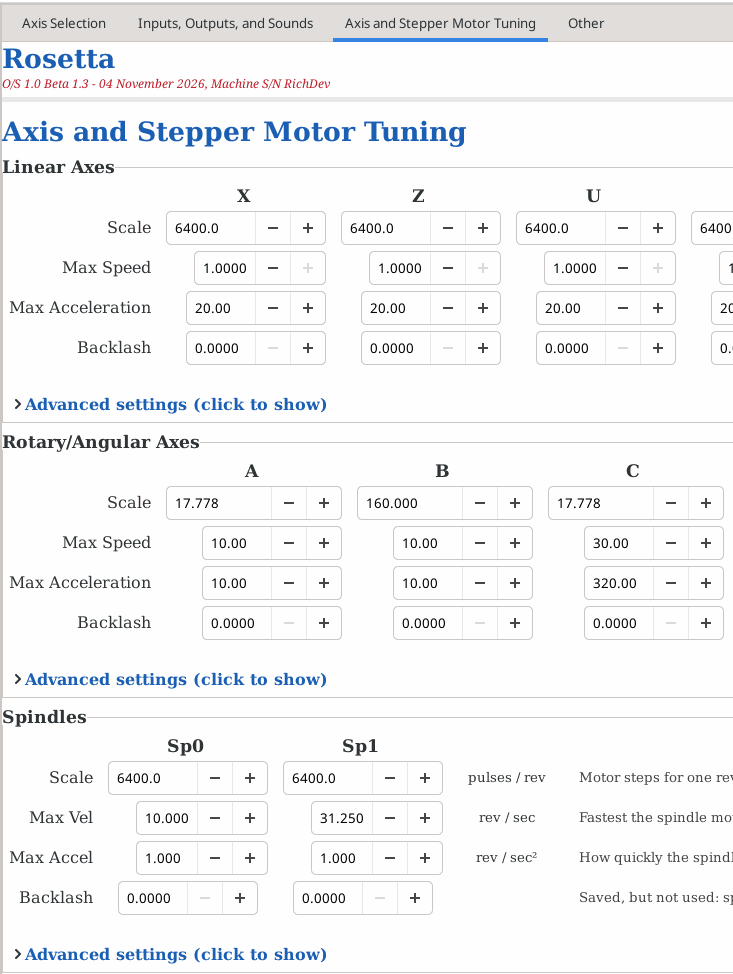 Axis Selection Inputs, Outputs, and Sounds Axis and Stepper Motor Tuning Other
Rosetta
O/S 1.0 Beta 1.3 - 04 November 2026, Machine S/N RichDev
Axis and Stepper Motor Tuning
Linear Axes
X Z U
Scale 6400.0 − + 6400.0 − + 6400.0 − + 6400
Max Speed 1.0000 − + 1.0000 − + 1.0000 − + 1
Max Acceleration 20.00 − + 20.00 − + 20.00 − + 20
Backlash 0.0000 − + 0.0000 − + 0.0000 − + 0.
Advanced settings (click to show)
Rotary/Angular Axes
A B C
Scale 17.778 − + 160.000 − + 17.778 − +
Max Speed 10.00 − + 10.00 − + 30.00 − +
Max Acceleration 10.00 − + 10.00 − + 320.00 − +
Backlash 0.0000 − + 0.0000 − + 0.0000 − +
Advanced settings (click to show)
Spindles
Sp0 Sp1
Scale 6400.0 − + 6400.0 − + pulses / rev Motor steps for one rev
Max Vel 10.000 − + 31.250 − + rev / sec Fastest the spindle mo
Max Accel 1.000 − + 1.000 − + rev / sec² How quickly the spindl
Backlash 0.0000 − + 0.0000 − + Saved, but not used: sp
Advanced settings (click to show)